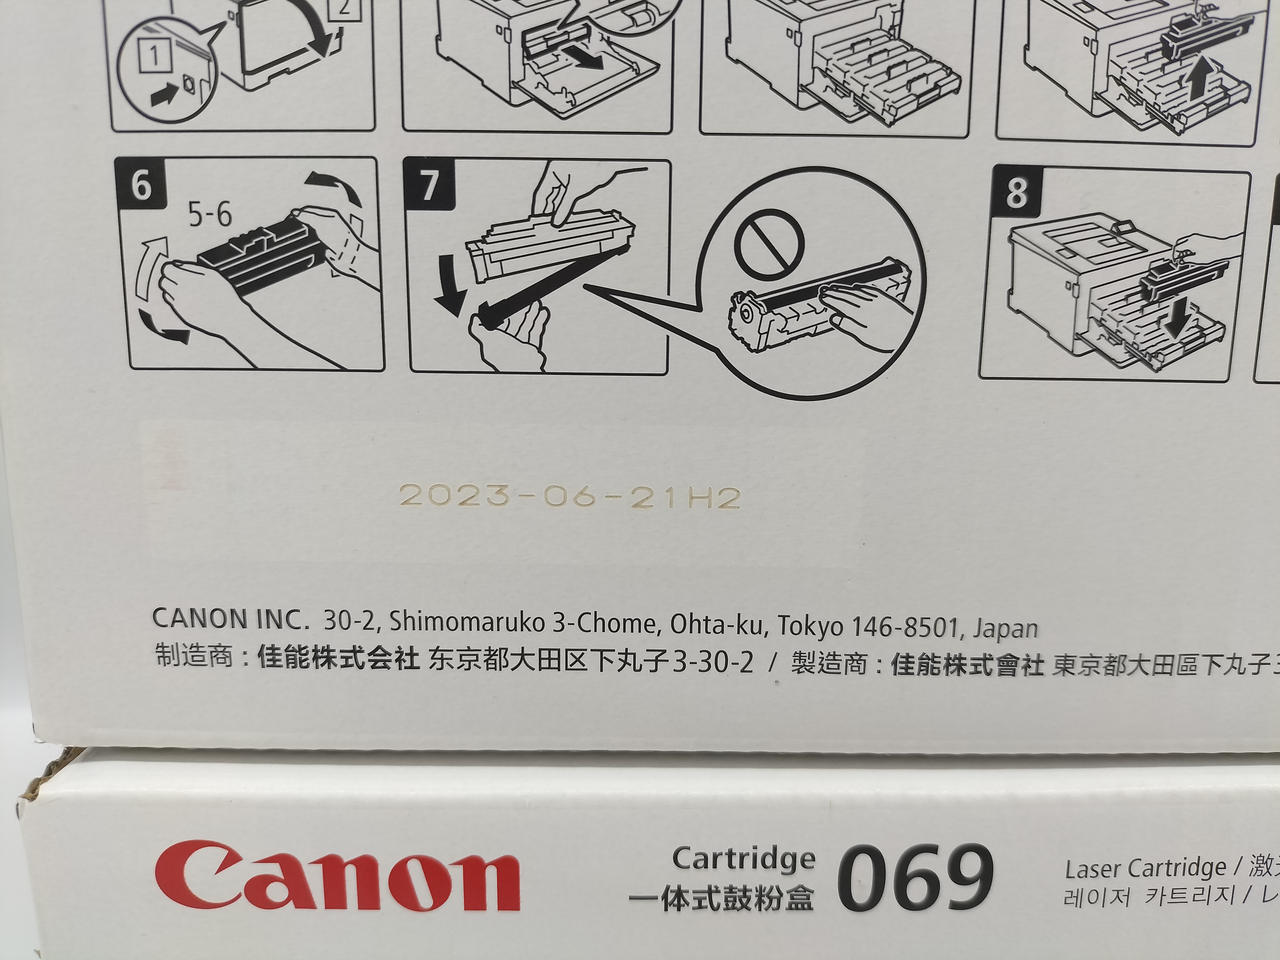 1
2
6
5-6
7
8
2023-06-21H2
CANON INC. 30-2, Shimomaruko 3-Chome, Ohta-ku, Tokyo 146-8501, Japan
制造商 : 佳能株式会社 东京都大田区下丸子3-30-2 / 製造商 : 佳能株式會社 東京都大田區下丸子3
Canon
Cartridge 069
一体式鼓粉盒
Laser Cartridge / 激
레이저 카트리지 / レ